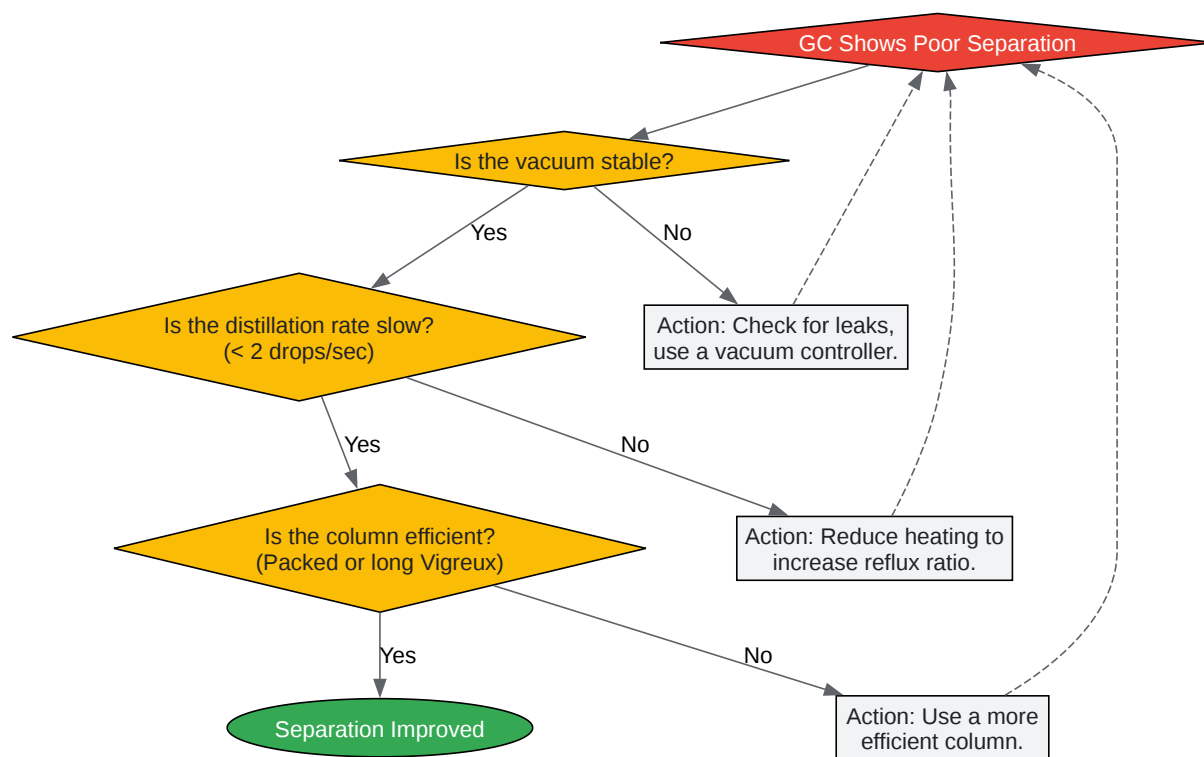 GC Shows Poor Separation
Is the vacuum stable?
Yes
No
Is the distillation rate slow?
(< 2 drops/sec)
Action: Check for leaks,
use a vacuum controller.
Yes
No
Is the column efficient?
(Packed or long Vigreux)
Action: Reduce heating to
increase reflux ratio.
Yes
No
Separation Improved
Action: Use a more
efficient column.